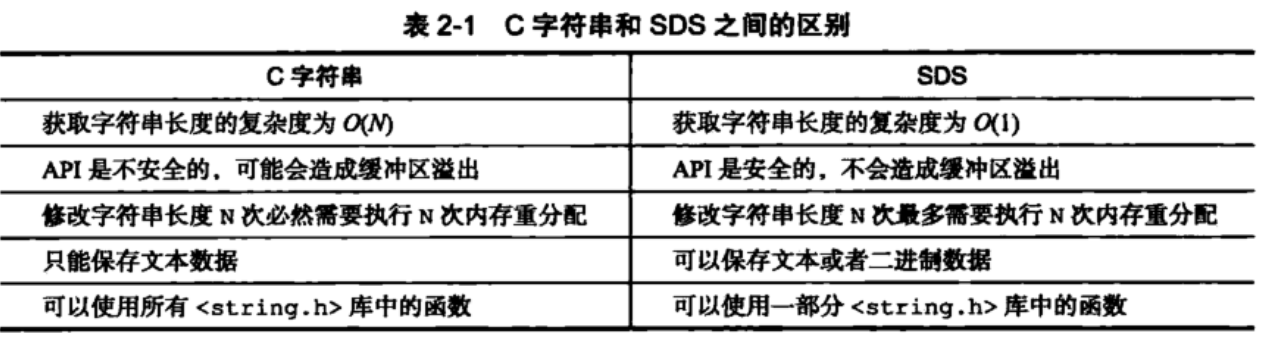 表 2-1 C 字符串和 SDS 之间的区别
C 字符串 SDS
获取字符串长度的复杂度为 O(N) 获取字符串长度的复杂度为 O(1)
API 是不安全的，可能会造成缓冲区溢出 API 是安全的，不会造成缓冲区溢出
修改字符串长度 N 次必然需要执行 N 次内存重分配 修改字符串长度 N 次最多需要执行 N 次内存重分配
只能保存文本数据 可以保存文本或者二进制数据
可以使用所有 <string.h> 库中的函数 可以使用一部分 <string.h> 库中的函数